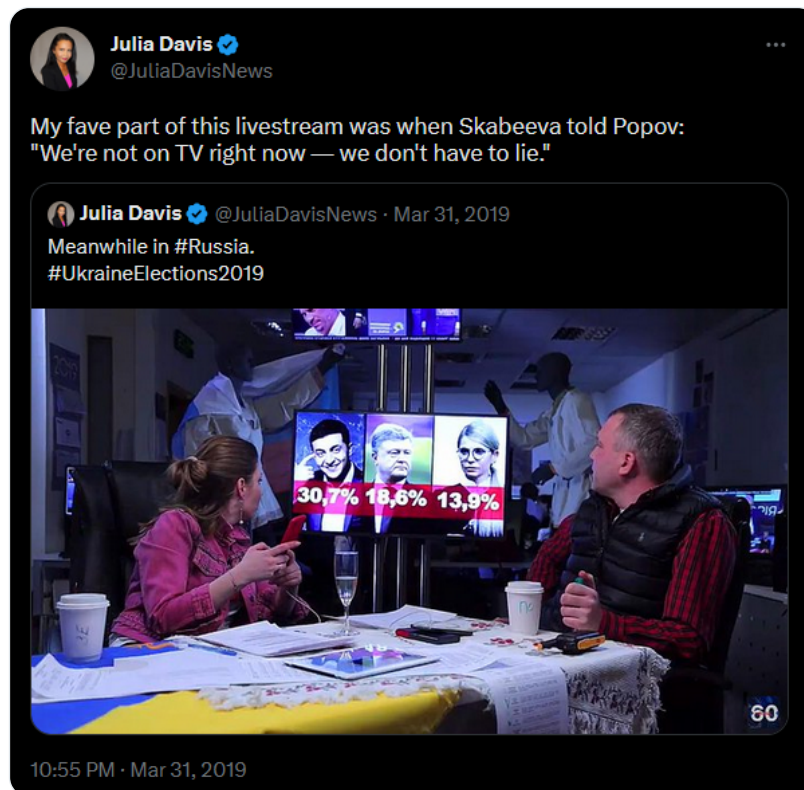 Julia Davis
@JuliaDavisNews
My fave part of this livestream was when Skabeeva told Popov:
"We're not on TV right now — we don't have to lie."
Julia Davis @JuliaDavisNews · Mar 31, 2019
Meanwhile in #Russia.
#UkraineElections2019
30,7% 18,6% 13,9%
60
10:55 PM · Mar 31, 2019